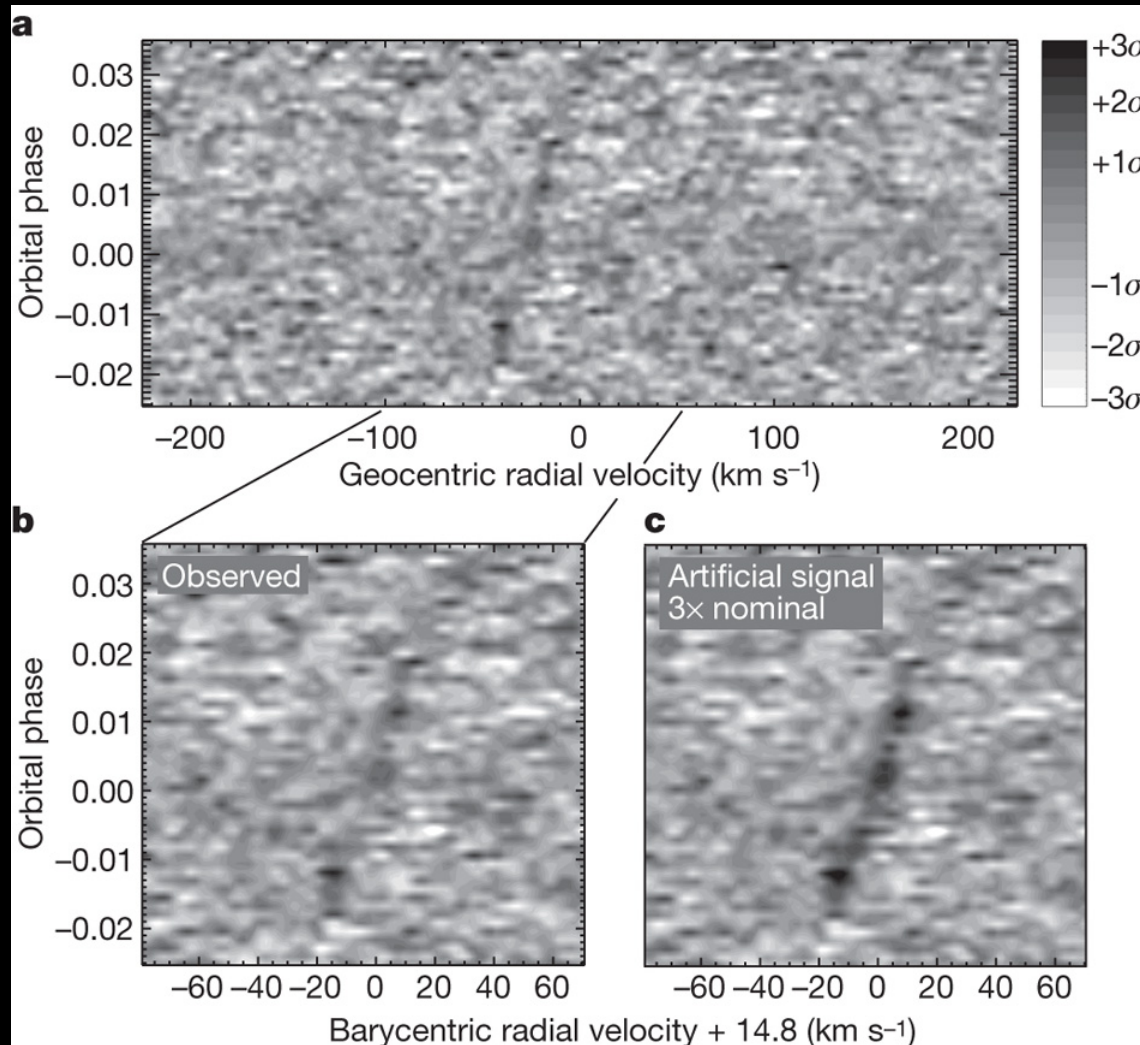 a
0.03
0.02
0.01
0.00
−0.01
−0.02
Orbital phase
−200 −100 0 100 200
Geocentric radial velocity (km s−1)
+3σ
+2σ
+1σ
−1σ
−2σ
−3σ
b
Observed
0.03
0.02
0.01
0.00
−0.01
−0.02
Orbital phase
−60 −40 −20 0 20 40 60
c
Artificial signal
3× nominal
−60 −40 −20 0 20 40 60
Barycentric radial velocity + 14.8 (km s−1)